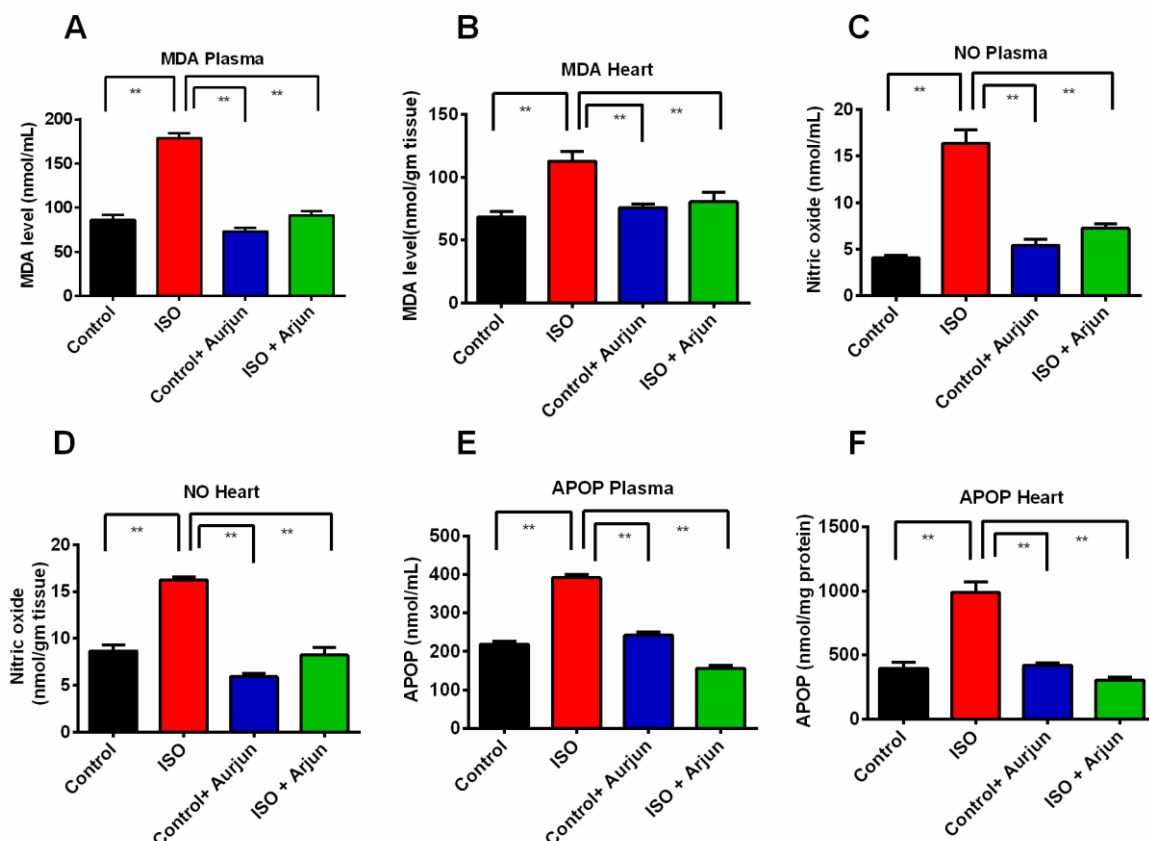 A
MDA Plasma
** ** **
MDA level (nmol/mL)
200
150
100
50
0
Control
ISO
Control+ Aurjun
ISO + Arjun
B
MDA Heart
** ** **
MDA level(nmol/gm tissue)
150
100
50
0
Control
ISO
Control+ Aurjun
ISO + Arjun
C
NO Plasma
** ** **
Nitric oxide (nmol/mL)
20
15
10
5
0
Control
ISO
Control+ Aurjun
ISO + Arjun
D
NO Heart
** ** **
Nitric oxide
(nmol/gm tissue)
20
15
10
5
0
Control
ISO
Control+ Aurjun
ISO + Arjun
E
APOP Plasma
** ** **
APOP (nmol/mL)
500
400
300
200
100
0
Control
ISO
Control+ Aurjun
ISO + Arjun
F
APOP Heart
** ** **
APOP (nmol/mg protein)
1500
1000
500
0
Control
ISO
Control+ Aurjun
ISO + Arjun